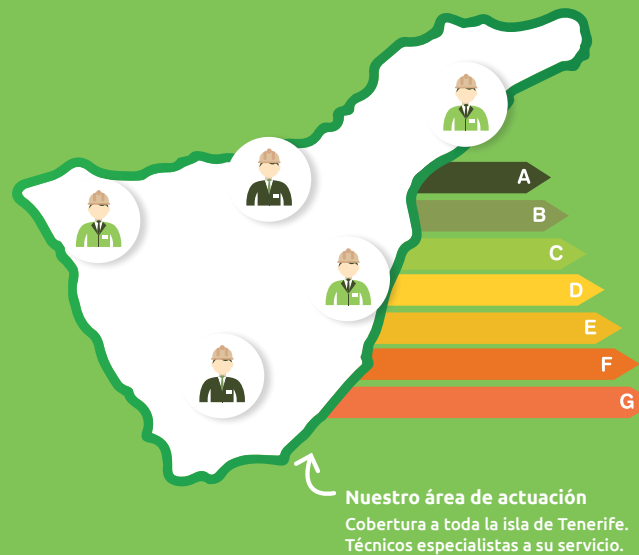 A
B
C
D
E
F
G
Nuestro área de actuación
Cobertura a toda la isla de Tenerife.
Técnicos especialistas a su servicio.